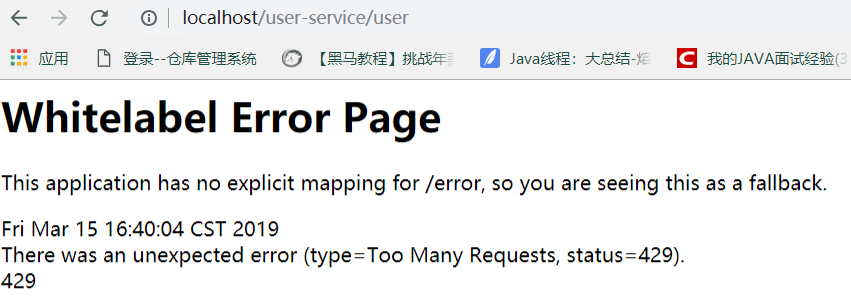 localhost/user-service/user
应用 登录--仓库管理系统 【黑马教程】挑战年 Java线程：大总结-熔 我的JAVA面试经验(3
Whitelabel Error Page
This application has no explicit mapping for /error, so you are seeing this as a fallback.
Fri Mar 15 16:40:04 CST 2019
There was an unexpected error (type=Too Many Requests, status=429).
429